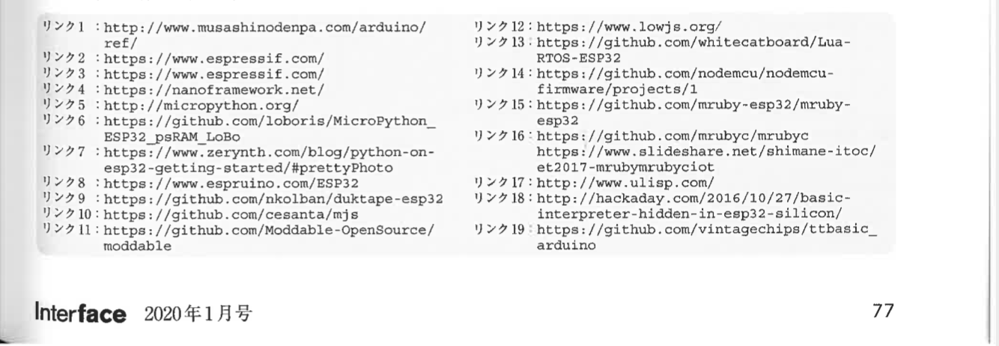 リンク1 ：http://www.musashinodenpa.com/arduino/
ref/
リンク2 ：https://www.espressif.com/
リンク3 ：https://www.espressif.com/
リンク4 ：https://nanoframework.net/
リンク5 ：http://micropython.org/
リンク6 ：https://github.com/loboris/MicroPython_
ESP32_psRAM_LoBo
リンク7 ：https://www.zerynth.com/blog/python-on-
esp32-getting-started/#prettyPhoto
リンク8 ：https://www.espruino.com/ESP32
リンク9 ：https://github.com/nkolban/duktape-esp32
リンク10：https://github.com/cesanta/mjs
リンク11：https://github.com/Moddable-OpenSource/
moddable
リンク12：https://www.lowjs.org/
リンク13：https://github.com/whitecatboard/Lua-
RTOS-ESP32
リンク14：https://github.com/nodemcu/nodemcu-
firmware/projects/1
リンク15：https://github.com/mruby-esp32/mruby-
esp32
リンク16：https://github.com/mrubyc/mrubyc
https://www.slideshare.net/shimane-itoc/
et2017-mrubymrubyciot
リンク17：http://www.ulisp.com/
リンク18：http://hackaday.com/2016/10/27/basic-
interpreter-hidden-in-esp32-silicon/
リンク19：https://github.com/vintagechips/ttbasic_
arduino
Interface 2020年1月号
77